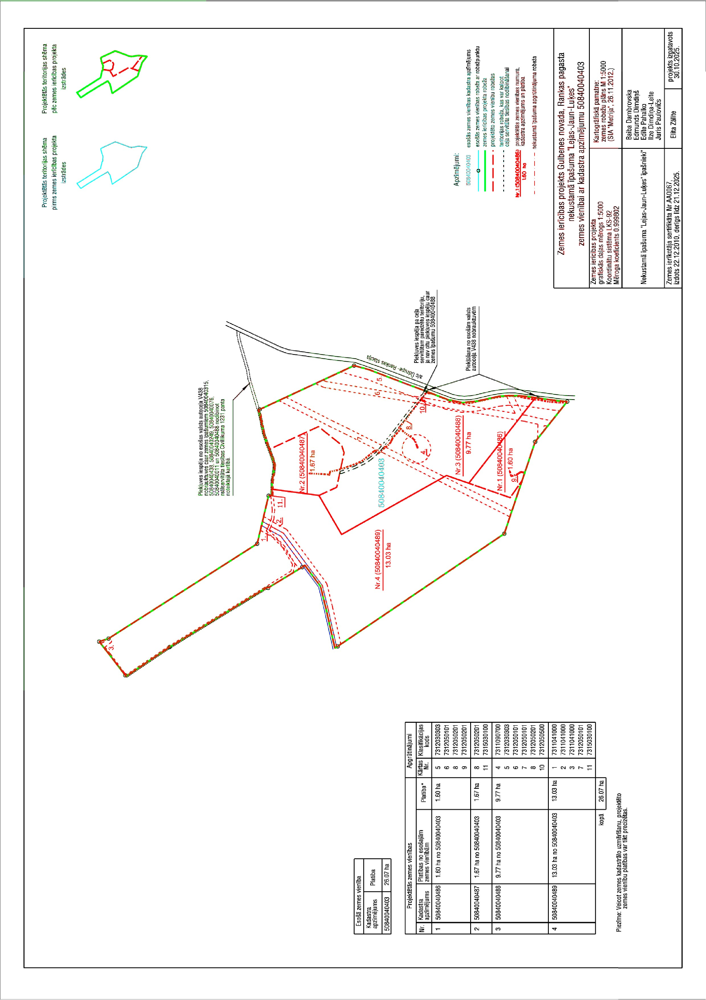 Projektētās teritorijas shēma
pirms zemes ierīcības projekta
izstrādes
Projektētās teritorijas shēma
pēc zemes ierīcības projekta
izstrādes
Piekļuves iespēja no esošas valsts autoceļa V438
nobrauktuves caur zemes īpašumiem 50840040315,
50840040438, 50840040249, 50840040076,
50840040011 un 50840040488 nodibinot
reālservitūta tiesības Civillikuma 1231.panta
noteiktajā kārtībā.
a/c Ūdrupe- Rankas stacija
Piekļuves iespēja pa ceļa
servitūtam paredzētu teritoriju,
ja nav citu piekļuves iespēju caur
zemes īpašumu 50840040488
Piekļūšana no esošām valsts
autoceļa V438 nobrauktuvēm
Nr.2 (50840040487)
1.67 ha
50840040403
Nr.3 (50840040488)
9.77 ha
Nr.1 (50840040486)
1.60 ha
Nr.4 (50840040489)
13.03 ha
1.
2.
3.
4.
5.
6.
7.
8.
9.
10.
11.
Apzīmējumi:
50840040403 esošās zemes vienības kadastra apzīmējums
esošās zemes vienības robeža ar robežpunktu
zemes ierīcības projekta robeža
projektēto zemes vienību robežas
teritorijas robeža, kas var kalpot
ceļa servitūta tiesības nodibināšanai
Nr.1 (50840040486) projektētās zemes vienības numurs,
1.60 ha kadastra apzīmējums un platība
nekustamā īpašuma apgrūtinājuma robeža
Esošā zemes vienība
Kadastra apzīmējums Platība
50840040403 26.07 ha
Projektētās zemes vienības Apgrūtinājumi
Nr. Kadastra apzīmējums Platības no esošajām zemes vienībām Platība* Kārtas Nr. Klasifikācijas kods
1 50840040486 1.60 ha no 50840040403 1.60 ha 5 7312030303
6 7312050101
8 7312050201
9 7312050201
2 50840040487 1.67 ha no 50840040403 1.67 ha 8 7312050201
11 7315030100
3 50840040488 9.77 ha no 50840040403 9.77 ha 4 7311090700
5 7312030303
6 7312050101
7 7312050101
8 7312050201
10 7312050500
4 50840040489 13.03 ha no 50840040403 13.03 ha 1 7311041000
2 7311041000
3 7311041000
7 7312050101
11 7315030100
kopā 26.07 ha
Piezīme: Veicot zemes kadastrālo uzmērīšanu, projektēto
zemes vienību platības var tikt precizētas.
Zemes ierīcības projekts Gulbenes novada, Rankas pagasta
nekustamā īpašuma "Lejas-Jaun-Luķes"
zemes vienībai ar kadastra apzīmējumu 50840040403
Zemes ierīcības projekta
grafiskās daļas mērogs 1:5000
Koordinātu sistēma LKS-92
Mēroga koeficients 0.999802
Kartogrāfiskā pamatne:
zemes robežu plāns M 1:5000
(SIA "Metrija", 26.11.2012.)
Nekustamā īpašuma "Lejas-Jaun-Luķes" īpašnieki"
Baiba Dambrovska
Edmunds Dimdiņš
Edīte Pahalko
Ilze Dimdiņa-Leite
Juris Paulovičs
Zemes ierīkotāja sertifikāta Nr.AA0067,
izdots 22.12.2010, derīgs līdz 21.12.2025.
Elita Zālīte
projekts izgatavots
30.10.2025.